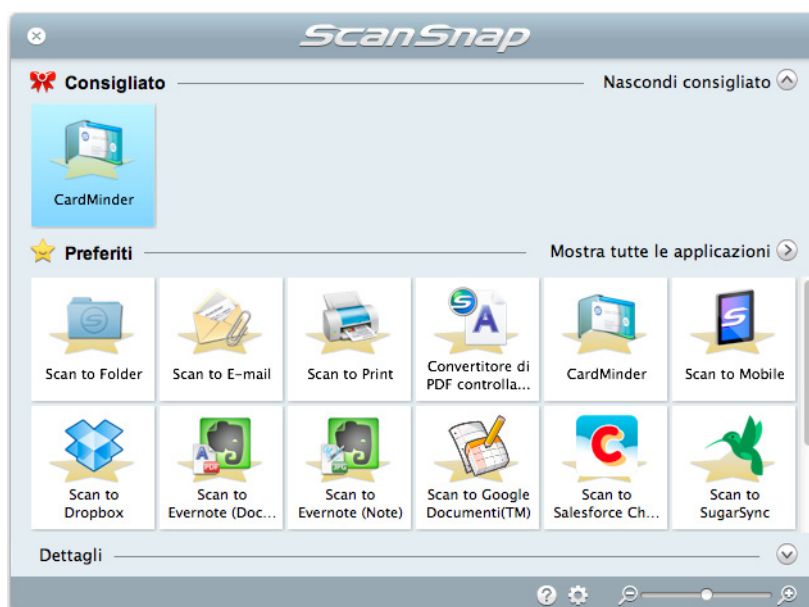 ScanSnap
Consigliato
Nascondi consigliato
CardMinder
Preferiti
Mostra tutte le applicazioni
Scan to Folder
Scan to E-mail
Scan to Print
Convertitore di
PDF controlla...
CardMinder
Scan to Mobile
Scan to
Dropbox
Scan to
Evernote (Doc...
Scan to
Evernote (Note)
Scan to Google
Documenti(TM)
Scan to
Salesforce Ch...
Scan to
SugarSync
Dettagli